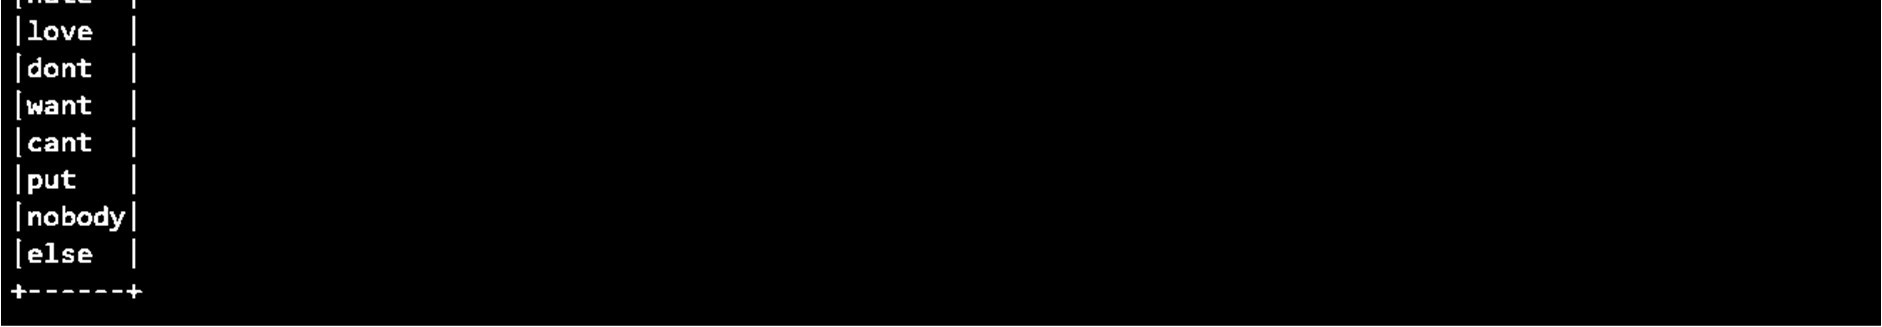 |love  |
|dont  |
|want  |
|cant  |
|put   |
|nobody|
|else  |
+------+